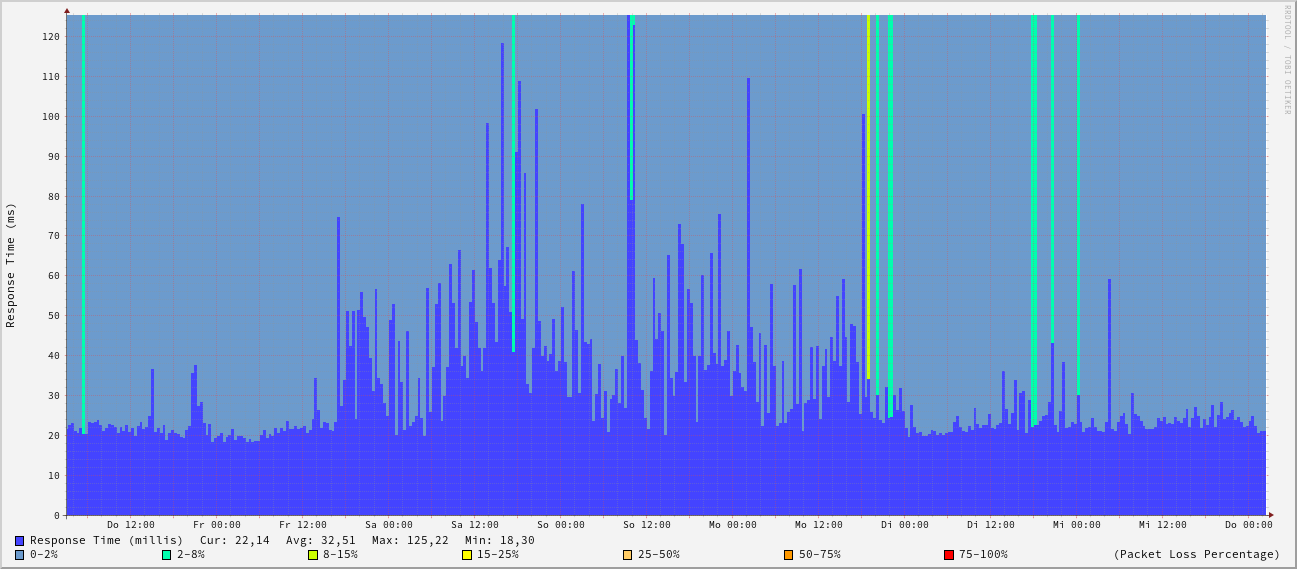 RRDTOOL / TOBI OETIKER
Response Time (ms)
120
110
100
90
80
70
60
50
40
30
20
10
0
Do 12:00 Fr 00:00 Fr 12:00 Sa 00:00 Sa 12:00 So 00:00 So 12:00 Mo 00:00 Mo 12:00 Di 00:00 Di 12:00 Mi 00:00 Mi 12:00 Do 00:00
Response Time (millis) Cur: 22,14 Avg: 32,51 Max: 125,22 Min: 18,30
0-2% 2-8% 8-15% 15-25% 25-50% 50-75% 75-100% (Packet Loss Percentage)